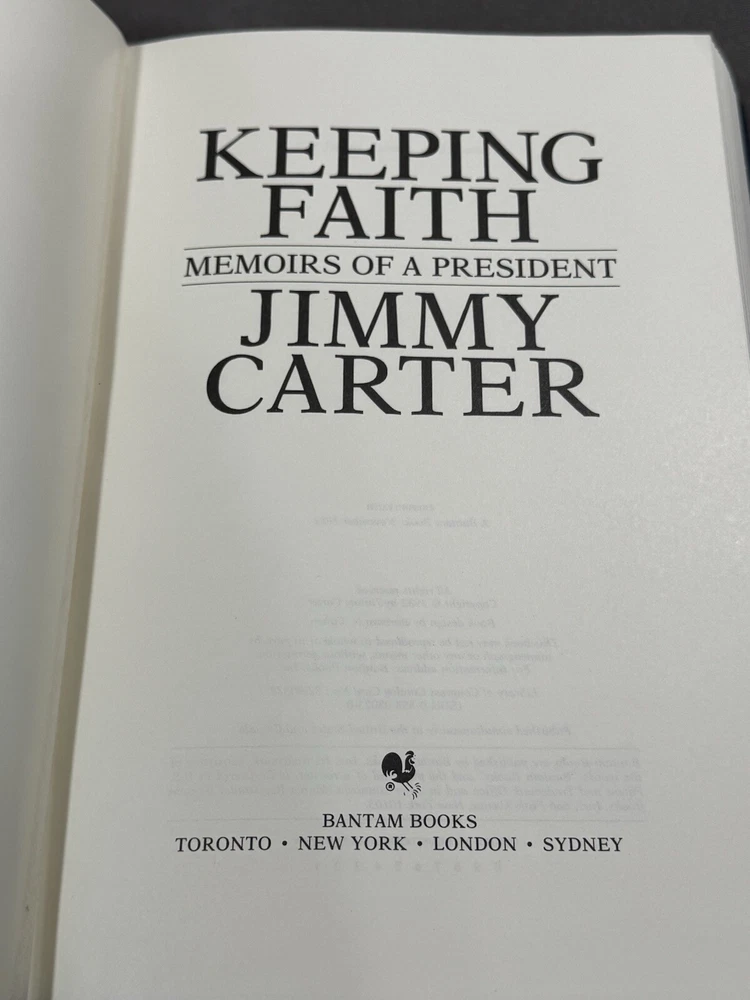 KEEPING
FAITH
MEMOIRS OF A PRESIDENT
JIMMY
CARTER
BANTAM BOOKS
TORONTO • NEW YORK • LONDON • SYDNEY